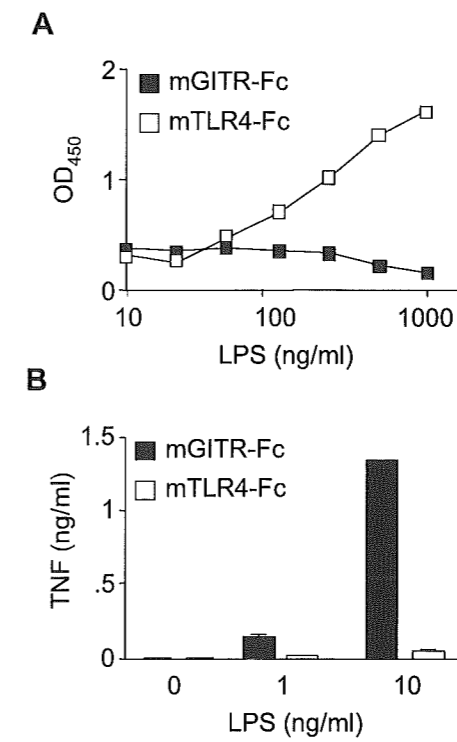 A
2
mGITR-Fc
mTLR4-Fc
OD450
1
0
10 100 1000
LPS (ng/ml)
B
1.5
mGITR-Fc
mTLR4-Fc
TNF (ng/ml)
1
.5
0
0 1 10
LPS (ng/ml)